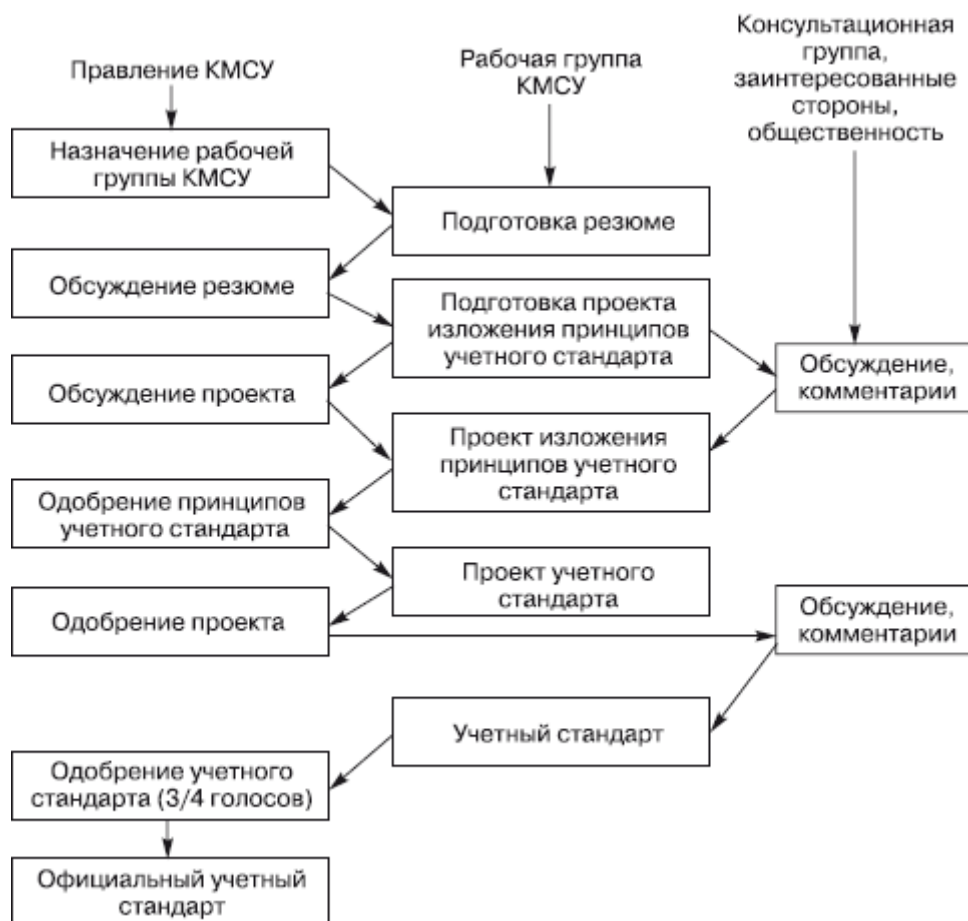 Правление КМСУ
Рабочая группа
КМСУ
Консультационная
группа,
заинтересованные
стороны,
общественность
Назначение рабочей
группы КМСУ
Подготовка резюме
Обсуждение резюме
Подготовка проекта
изложения принципов
учетного стандарта
Обсуждение,
комментарии
Обсуждение проекта
Проект изложения
принципов учетного
стандарта
Одобрение принципов
учетного стандарта
Проект учетного
стандарта
Одобрение проекта
Обсуждение,
комментарии
Учетный стандарт
Одобрение учетного
стандарта (3/4 голосов)
Официальный учетный
стандарт